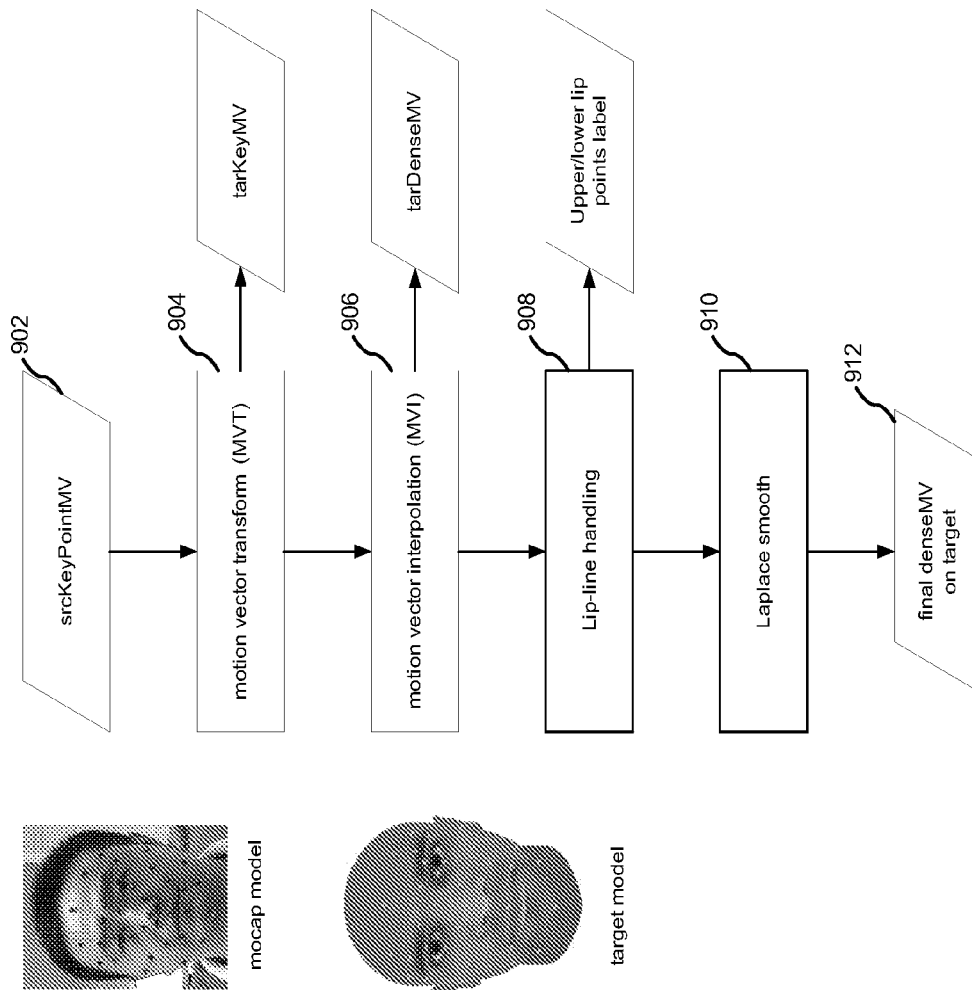 mocap model
target model
902
srcKeyPointMV
904
motion vector transform (MVT)
tarKeyMV
906
motion vector interpolation (MVI)
tarDenseMV
908
Lip-line handling
Upper/lower lip
points label
910
Laplace smooth
912
final denseMV
on target